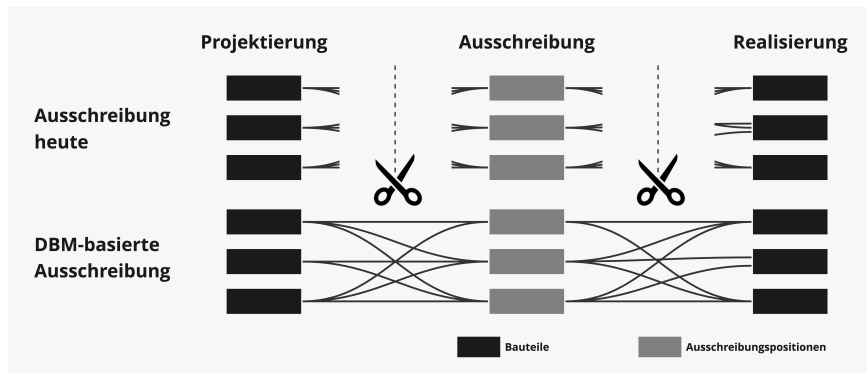 Projektierung
Ausschreibung
Realisierung
Ausschreibung
heute
DBM-basierte
Ausschreibung
Bauteile
Ausschreibungspositionen